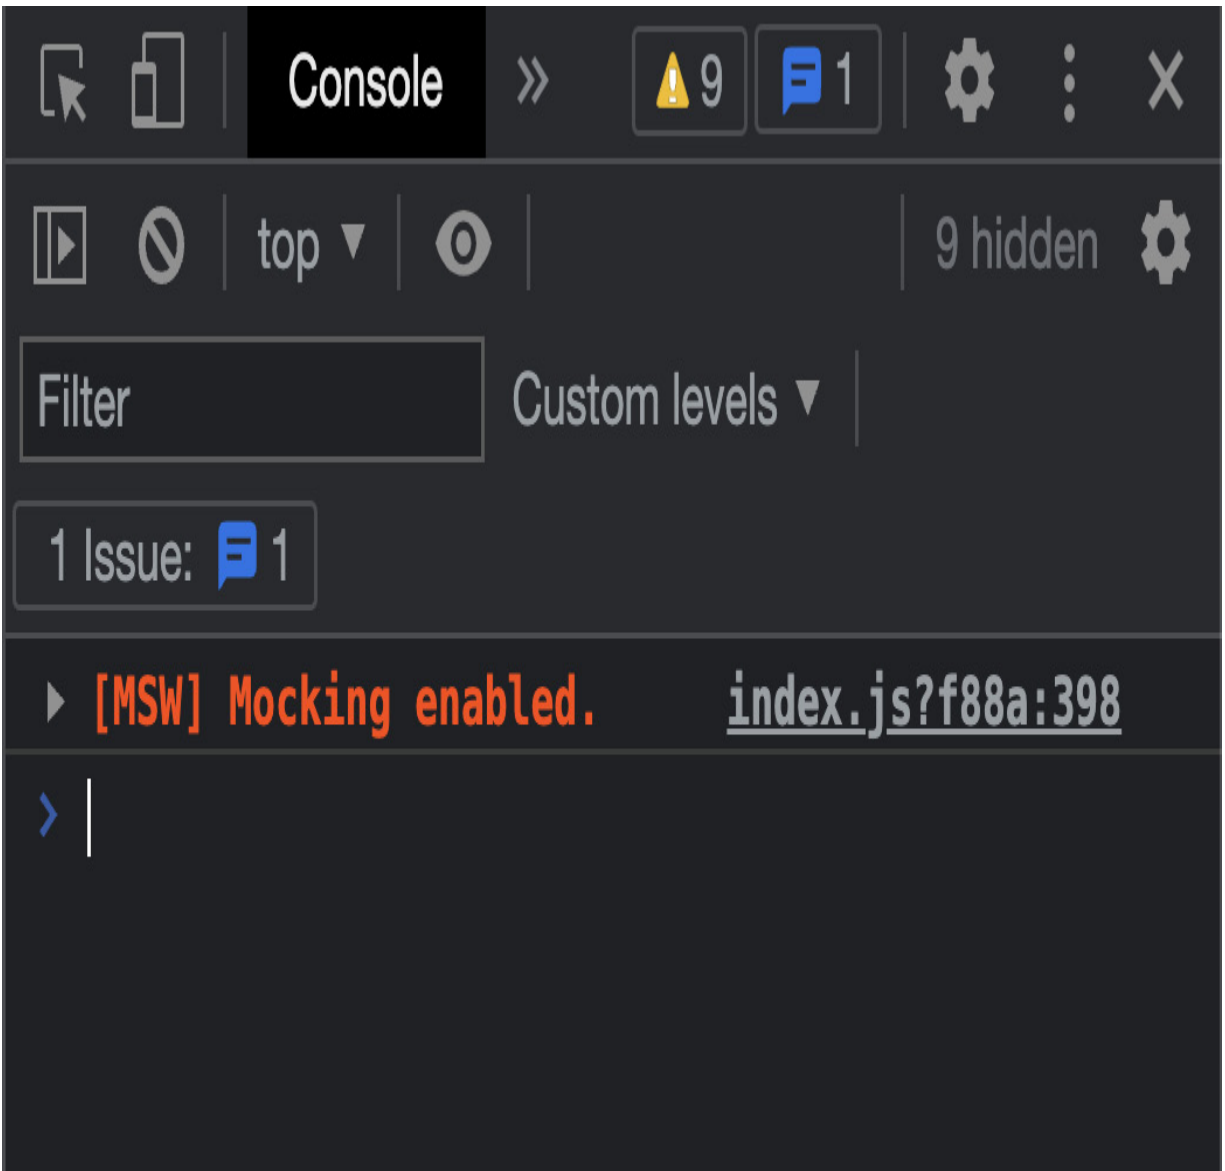 Console 9 1
top 9 hidden
Filter Custom levels
1 Issue: 1
[MSW] Mocking enabled. index.js?f88a:398